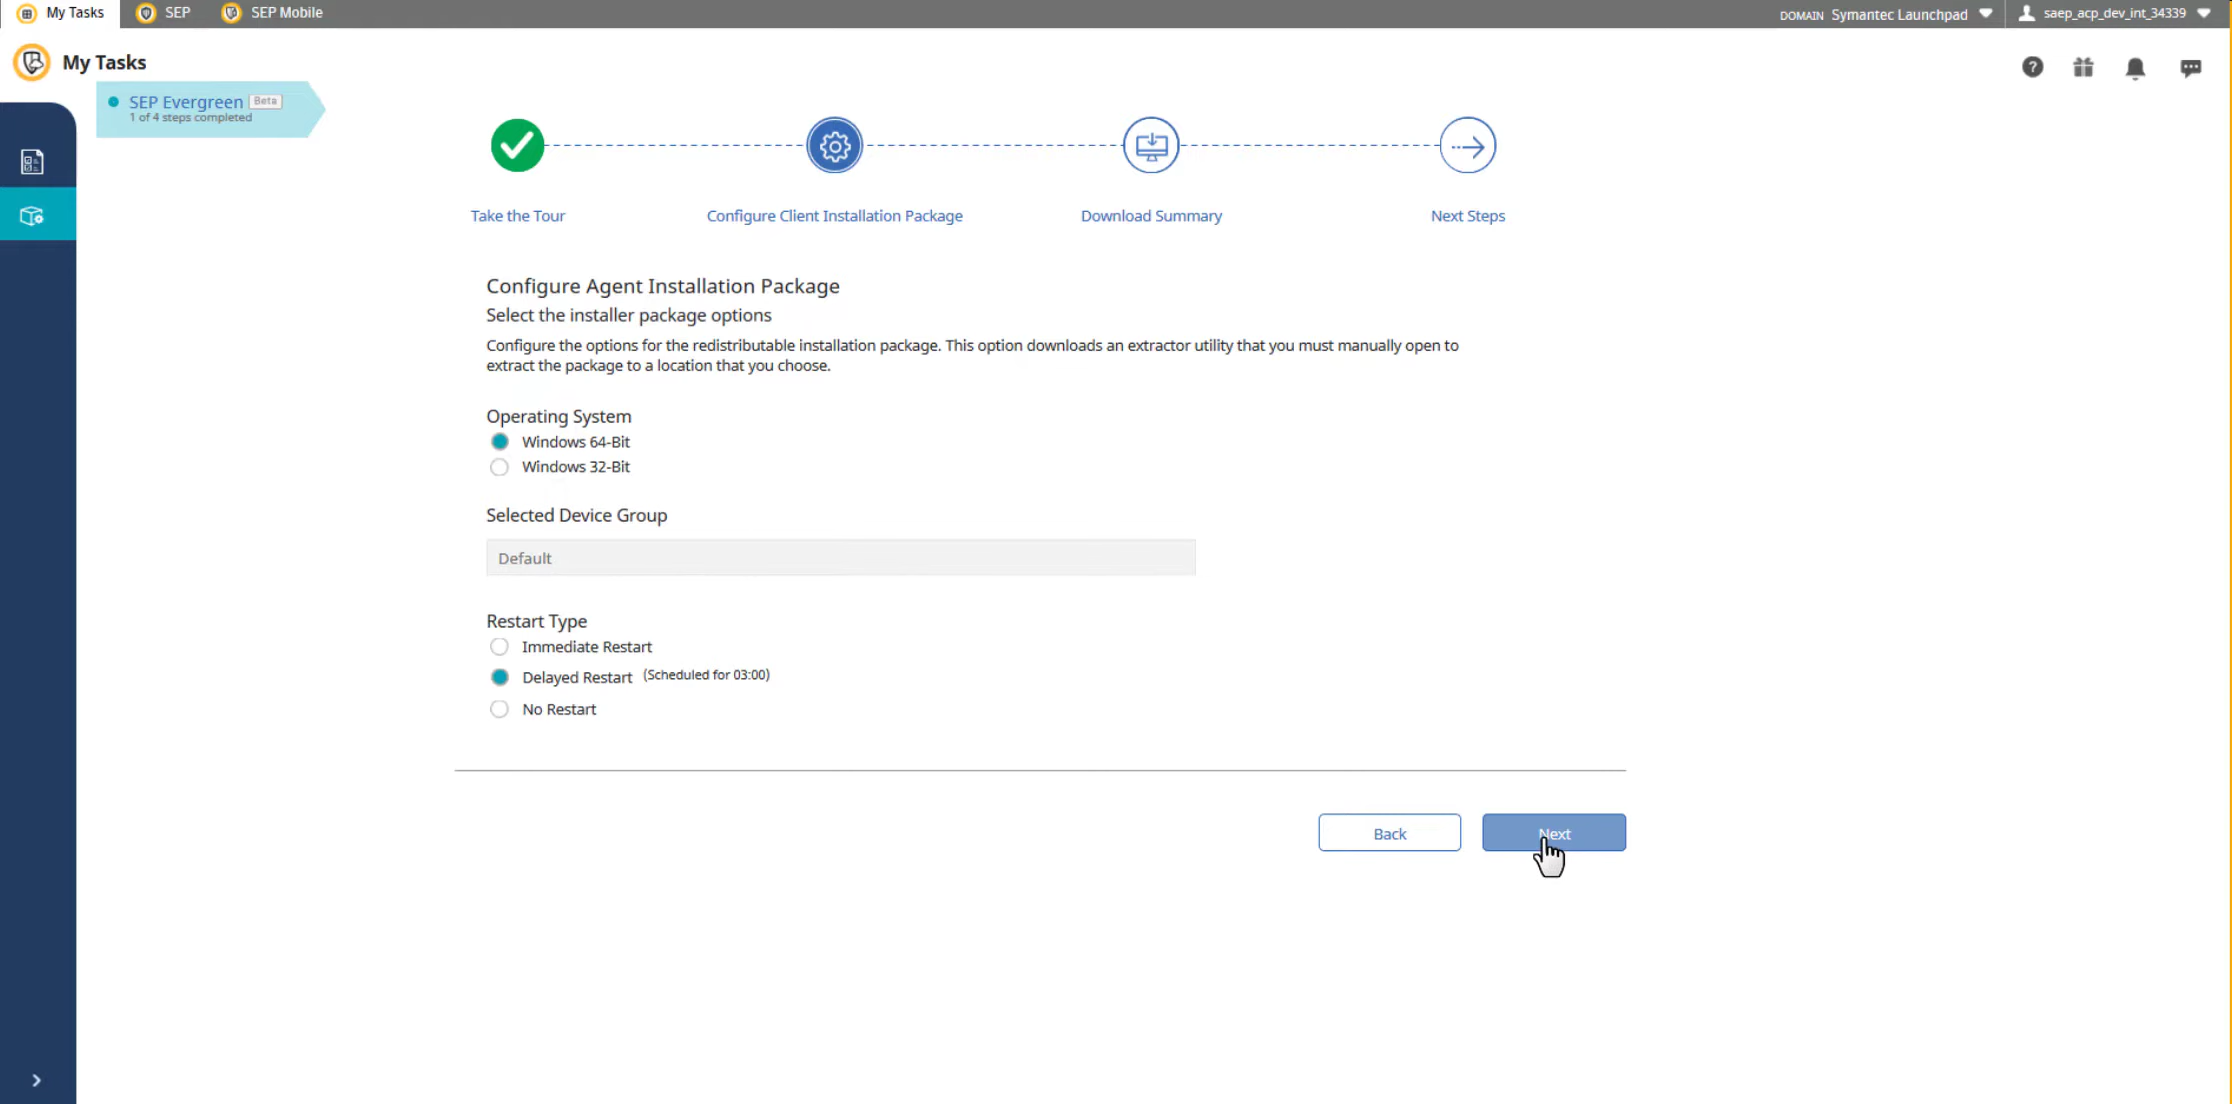 My Tasks
SEP
SEP Mobile
DOMAIN Symantec Launchpad
saep_acp_dev_int_34339
My Tasks
SEP Evergreen Beta
1 of 4 steps completed
Take the Tour
Configure Client Installation Package
Download Summary
Next Steps
Configure Agent Installation Package
Select the installer package options
Configure the options for the redistributable installation package. This option downloads an extractor utility that you must manually open to
extract the package to a location that you choose.
Operating System
Windows 64-Bit
Windows 32-Bit
Selected Device Group
Default
Restart Type
Immediate Restart
Delayed Restart (Scheduled for 03:00)
No Restart
Back
Next